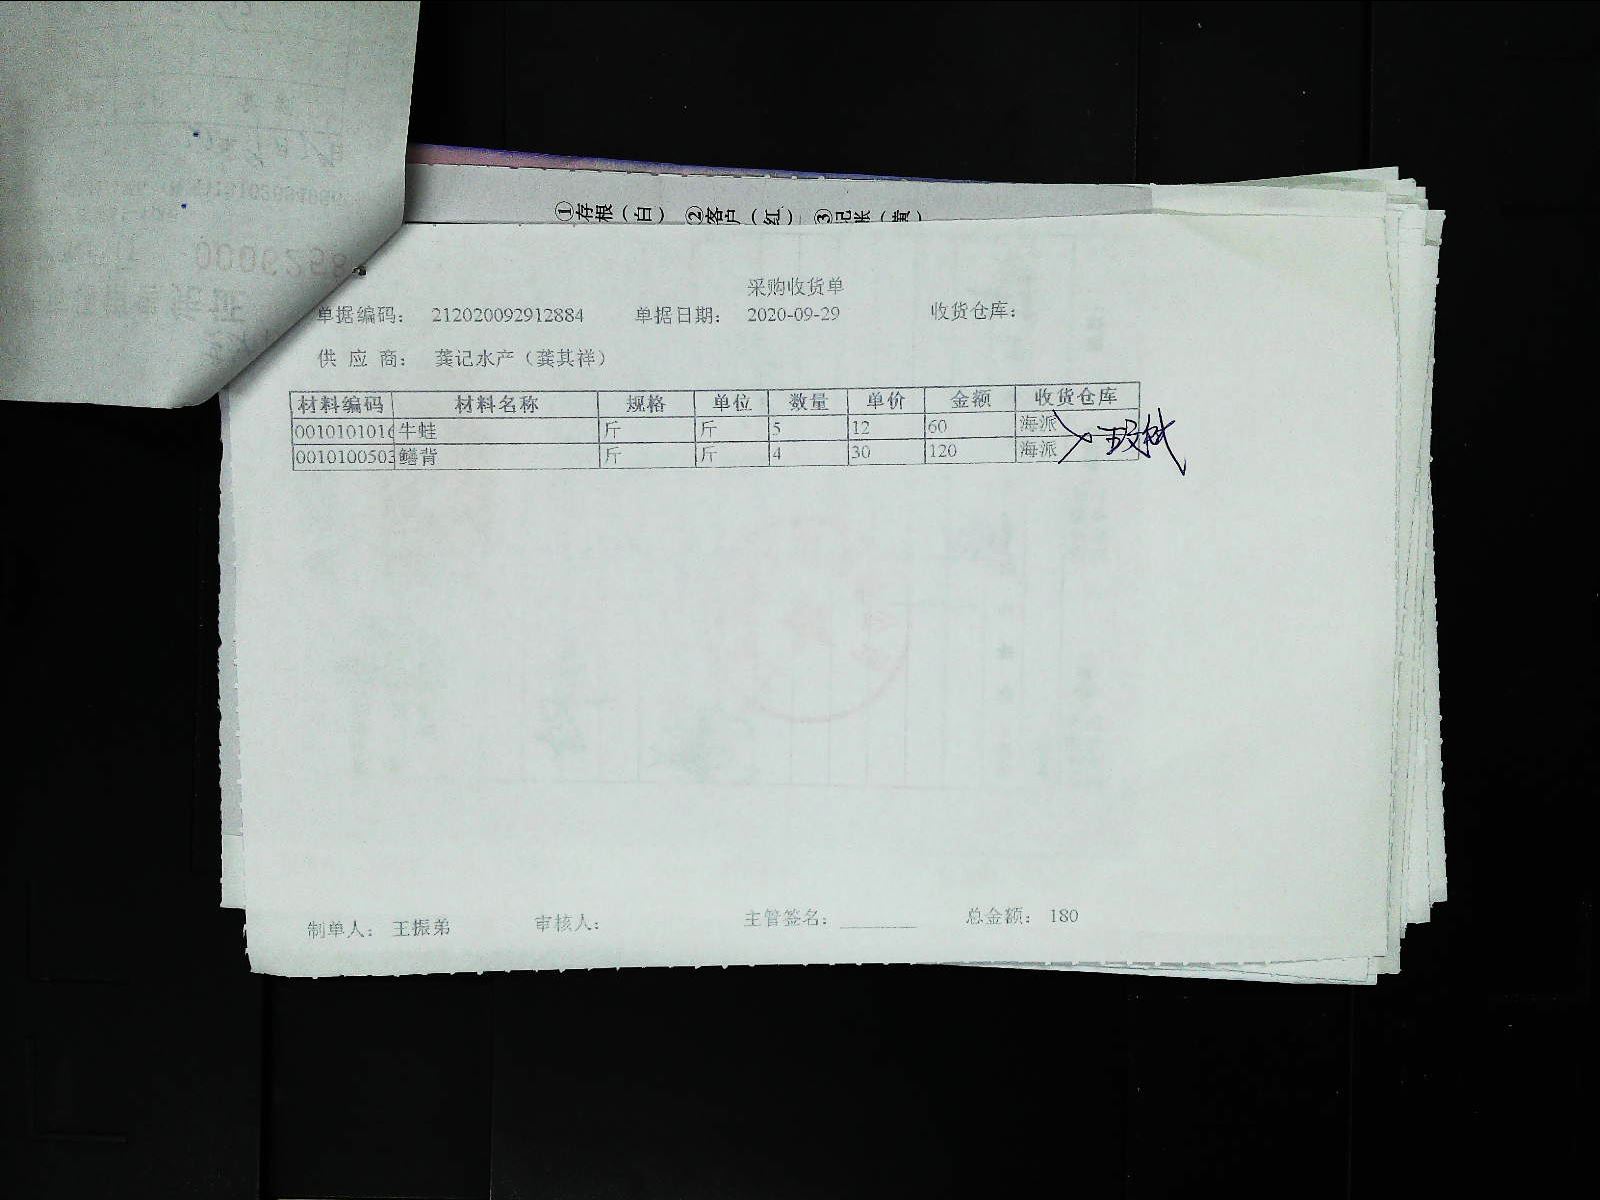 ①存根（白） ②客户（红） ③记账（黄）
采购收货单
单据编码： 212020092912884 单据日期： 2020-09-29 收货仓库：
供 应 商： 龚记水产（龚其祥）
材料编码 材料名称 规格 单位 数量 单价 金额 收货仓库
0010101016 牛蛙 斤 斤 5 12 60 海派
0010100503 鳝背 斤 斤 4 30 120 海派
制单人： 王振弟 审核人： 主管签名： 总金额： 180